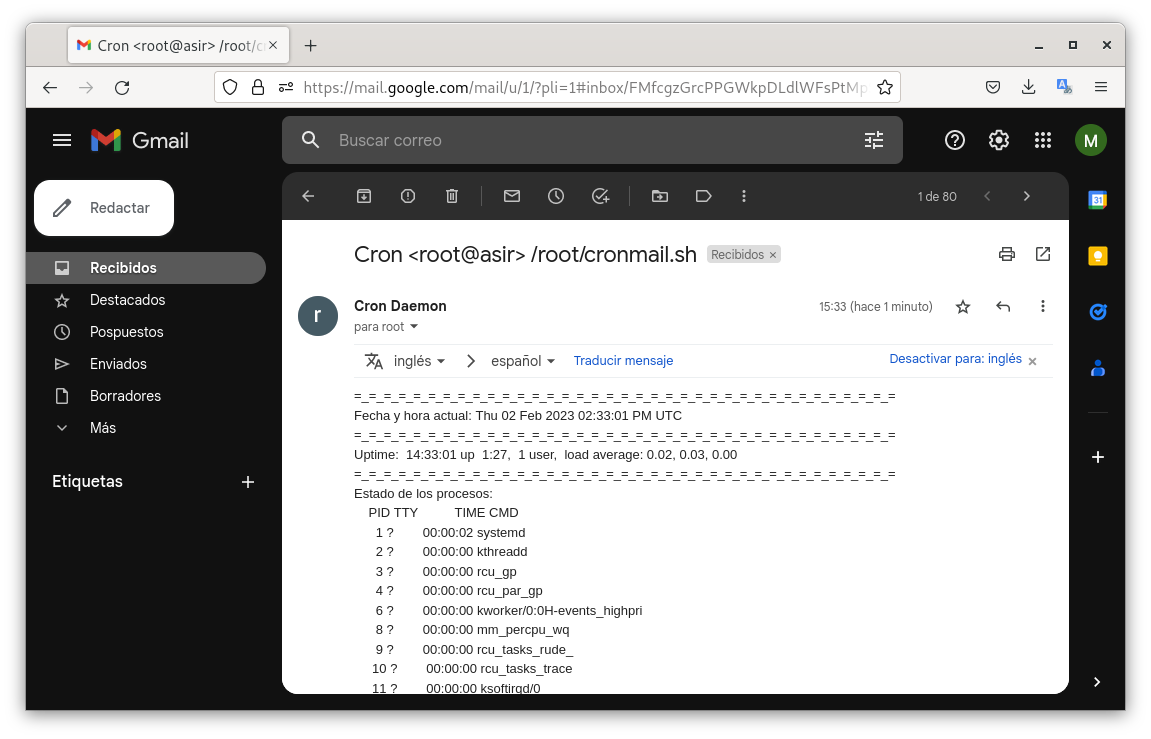 Cron <root@asir> /root/cr
https://mail.google.com/mail/u/1/?pli=1#inbox/FMfcgzGrcPPGWkpDLdlWFsPtMp
Gmail
Buscar correo
M
Redactar
1 de 80
31
Recibidos
Destacados
Pospuestos
Enviados
Borradores
Más
Etiquetas
Cron <root@asir> /root/cronmail.sh
Recibidos ×
r
Cron Daemon
15:33 (hace 1 minuto)
para root
inglés
español
Traducir mensaje
Desactivar para: inglés ×
=_=_=_=_=_=_=_=_=_=_=_=_=_=_=_=_=_=_=_=_=_=_=_=_=_=_=_=_=_=_=_=_=_=_=_=_=
Fecha y hora actual: Thu 02 Feb 2023 02:33:01 PM UTC
=_=_=_=_=_=_=_=_=_=_=_=_=_=_=_=_=_=_=_=_=_=_=_=_=_=_=_=_=_=_=_=_=_=_=_=_=
Uptime:  14:33:01 up  1:27,  1 user,  load average: 0.02, 0.03, 0.00
=_=_=_=_=_=_=_=_=_=_=_=_=_=_=_=_=_=_=_=_=_=_=_=_=_=_=_=_=_=_=_=_=_=_=_=_=
Estado de los procesos:
PID TTY          TIME CMD
1 ?        00:00:02 systemd
2 ?        00:00:00 kthreadd
3 ?        00:00:00 rcu_gp
4 ?        00:00:00 rcu_par_gp
6 ?        00:00:00 kworker/0:0H-events_highpri
8 ?        00:00:00 mm_percpu_wq
9 ?        00:00:00 rcu_tasks_rude_
10 ?        00:00:00 rcu_tasks_trace
11 ?        00:00:00 ksoftirqd/0